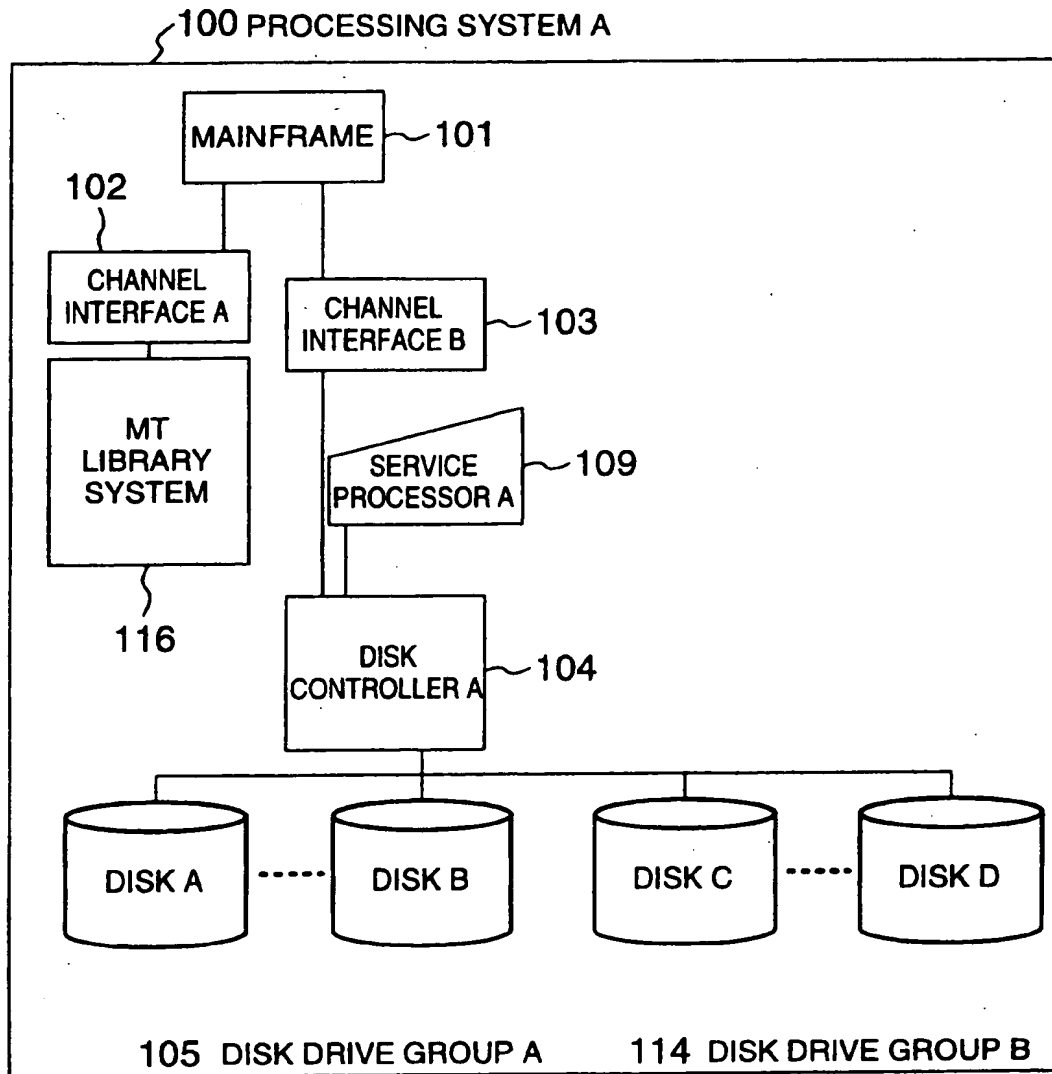 100 PROCESSING SYSTEM A
MAINFRAME
101
102
CHANNEL
INTERFACE A
CHANNEL
INTERFACE B
103
MT
LIBRARY
SYSTEM
SERVICE
PROCESSOR A
109
116
DISK
CONTROLLER A
104
DISK A
DISK B
DISK C
DISK D
105 DISK DRIVE GROUP A
114 DISK DRIVE GROUP B